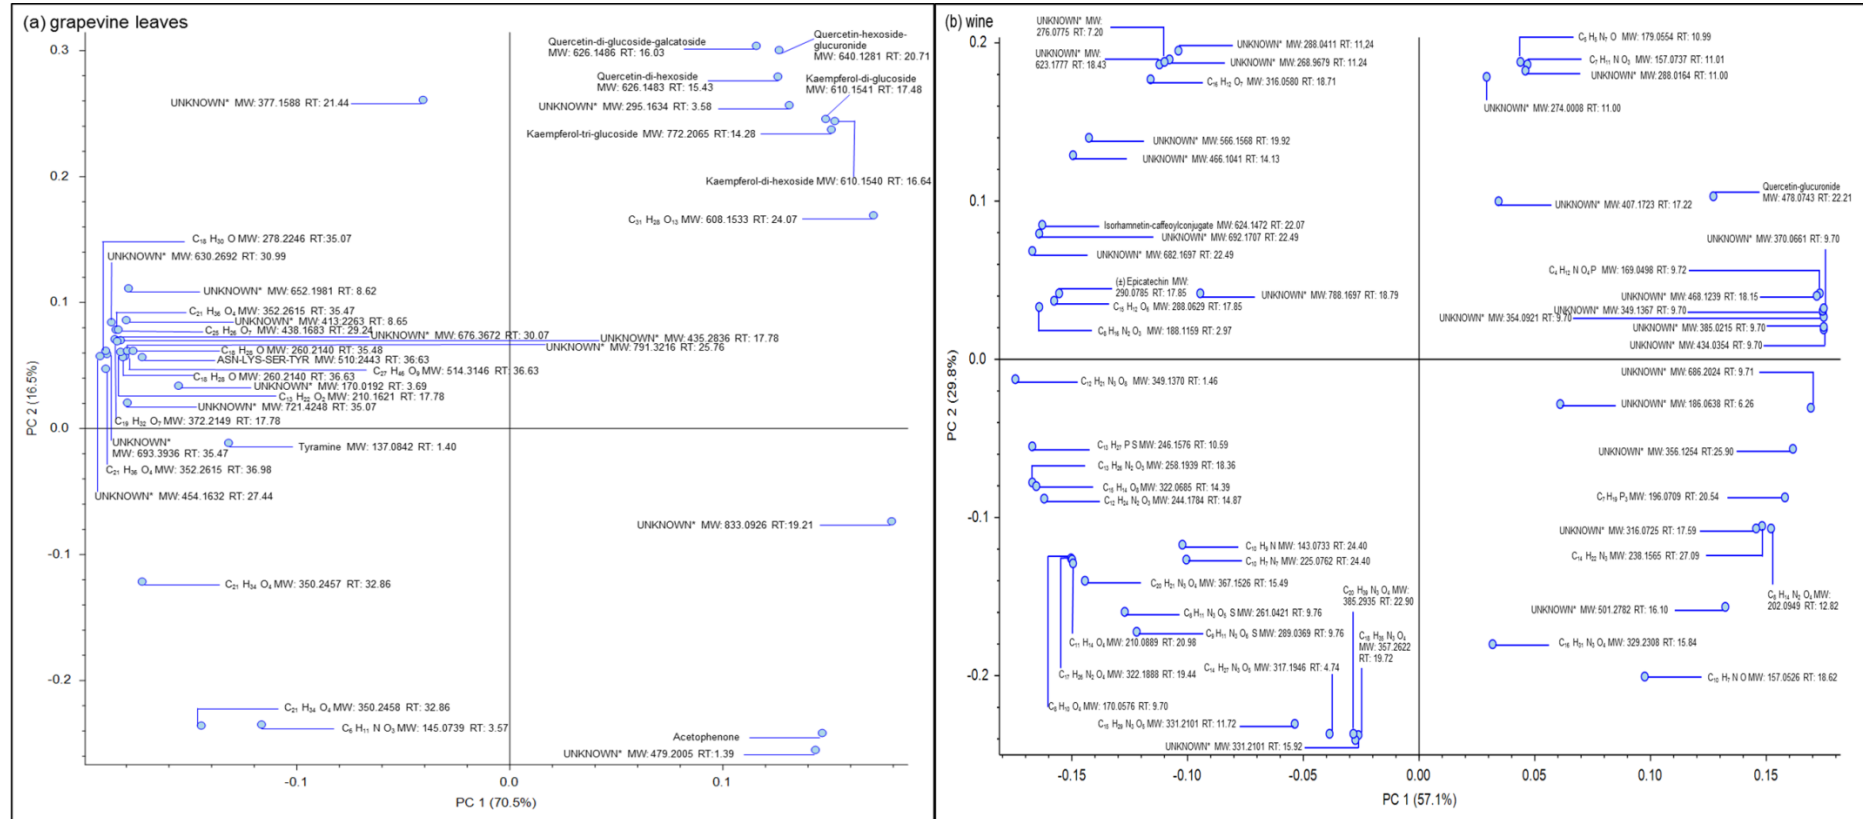 (a) grapevine leaves
0.3
Quercetin-di-glucoside-galcatoside
MW: 626.1486 RT: 16.03
Quercetin-hexoside-
glucuronide
MW: 640.1281 RT: 20.71
Quercetin-di-hexoside
MW: 626.1483 RT: 15.43
Kaempferol-di-glucoside
MW: 610.1541 RT: 17.48
UNKNOWN* MW: 377.1588 RT: 21.44
UNKNOWN* MW: 295.1634 RT: 3.58
Kaempferol-tri-glucoside MW: 772.2065 RT: 14.28
0.2
Kaempferol-di-hexoside MW: 610.1540 RT: 16.64
C₃₁ H₂₈ O₁₃ MW: 608.1533 RT: 24.07
C₁₈ H₃₀ O MW: 278.2246 RT:35.07
UNKNOWN* MW: 630.2692 RT: 30.99
UNKNOWN* MW: 652.1981 RT: 8.62
0.1
C₂₁ H₃₆ O₄ MW: 352.2615 RT: 35.47
UNKNOWN* MW: 413.2263 RT: 8.65
C₂₅ H₂₆ O₇ MW: 438.1683 RT: 29.24
UNKNOWN* MW: 676.3672 RT: 30.07
UNKNOWN* MW: 435.2836 RT: 17.78
C₁₈ H₂₈ O MW: 260.2140 RT: 35.48
UNKNOWN* MW: 791.3216 RT: 25.76
ASN-LYS-SER-TYR MW: 510.2443 RT: 36.63
C₂₇ H₄₆ O₉ MW: 514.3146 RT: 36.63
C₁₈ H₂₈ O MW: 260.2140 RT: 36.63
UNKNOWN* MW: 170.0192 RT: 3.69
C₁₃ H₂₂ O₂ MW: 210.1621 RT: 17.78
UNKNOWN* MW: 721.4248 RT: 35.07
C₁₉ H₃₂ O₇ MW: 372.2149 RT: 17.78
0.0
UNKNOWN*
MW: 693.3936 RT: 35.47
Tyramine MW: 137.0842 RT: 1.40
C₂₁ H₃₆ O₄ MW: 352.2615 RT: 36.98
UNKNOWN* MW: 454.1632 RT: 27.44
UNKNOWN* MW: 833.0926 RT: 19.21
-0.1
C₂₁ H₃₄ O₄ MW: 350.2457 RT: 32.86
-0.2
C₂₁ H₃₄ O₄ MW: 350.2458 RT: 32.86
C₆ H₁₁ N O₃ MW: 145.0739 RT: 3.57
Acetophenone
UNKNOWN* MW: 479.2005 RT:1.39
-0.1
0.0
0.1
PC 1 (70.5%)
PC 2 (16.5%)
(b) wine
UNKNOWN* MW:
276.0775 RT: 7.20
0.2
UNKNOWN* MW: 288.0411 RT: 11.24
UNKNOWN* MW:
623.1777 RT: 18.43
UNKNOWN* MW: 268.9679 RT: 11.24
C₁₆ H₁₂ O₇ MW: 316.0580 RT: 18.71
C₅ H₅ N₇ O MW: 179.0554 RT: 10.99
C₇ H₁₁ N O₃ MW: 157.0737 RT: 11.01
UNKNOWN* MW: 288.0164 RT: 11.00
UNKNOWN* MW: 274.0008 RT: 11.00
UNKNOWN* MW: 566.1568 RT: 19.92
UNKNOWN* MW: 466.1041 RT: 14.13
0.1
Quercetin-glucuronide
MW: 478.0743 RT: 22.21
UNKNOWN* MW: 407.1723 RT: 17.22
Isorhamnetin-caffeoylconjugate MW: 624.1472 RT: 22.07
UNKNOWN* MW: 692.1707 RT: 22.49
UNKNOWN* MW: 682.1697 RT: 22.49
UNKNOWN* MW: 370.0661 RT: 9.70
C₄ H₁₂ N O₄ P MW: 169.0498 RT: 9.72
(±) Epicatechin MW:
290.0785 RT: 17.85
UNKNOWN* MW: 788.1697 RT: 18.79
C₁₅ H₁₂ O₆ MW: 288.0629 RT: 17.85
UNKNOWN* MW: 468.1239 RT: 18.15
UNKNOWN* MW: 349.1367 RT: 9.70
UNKNOWN* MW: 354.0921 RT: 9.70
C₈ H₁₆ N₂ O₃ MW: 188.1159 RT: 2.97
UNKNOWN* MW: 385.0215 RT: 9.70
UNKNOWN* MW: 434.0354 RT: 9.70
0.0
C₁₂ H₂₁ N₃ O₈ MW: 349.1370 RT: 1.46
UNKNOWN* MW: 686.2024 RT: 9.71
UNKNOWN* MW: 186.0638 RT: 6.26
C₁₃ H₂₇ P S MW: 246.1576 RT: 10.59
UNKNOWN* MW: 356.1254 RT:25.90
C₁₃ H₂₆ N₂ O₃ MW: 258.1939 RT: 18.36
C₁₈ H₁₄ O₆ MW: 322.0685 RT: 14.39
C₁₂ H₂₄ N₂ O₃ MW: 244.1784 RT: 14.87
C₇ H₁₉ P₃ MW: 196.0709 RT: 20.54
-0.1
UNKNOWN* MW: 316.0725 RT: 17.59
C₁₀ H₉ N MW: 143.0733 RT: 24.40
C₁₀ H₇ N₇ MW: 225.0762 RT: 24.40
C₁₄ H₂₂ N₃ MW: 238.1565 RT: 27.09
C₂₀ H₂₁ N₃ O₄ MW: 367.1526 RT: 15.49
C₂₀ H₃₉ N₃ O₄ MW:
385.2935 RT: 22.90
C₈ H₁₄ N₂ O₄ MW:
202.0949 RT: 12.82
C₈ H₁₁ N₃ O₅ S MW: 261.0421 RT: 9.76
UNKNOWN* MW: 501.2782 RT: 16.10
C₁₁ H₁₄ O₄ MW: 210.0889 RT: 20.98
MW: 289.0369 RT: 9.76
C₁₈ H₃₅ N₃ O₄
MW: 357.2622
RT: 19.72
C₁₆ H₃₁ N₃ O₄ MW: 329.2308 RT: 15.84
C₁₇ H₂₆ N₂ O₄ MW: 322.1888 RT: 19.44
C₁₄ H₂₇ N₃ O₅ MW: 317.1946 RT: 4.74
-0.2
C₁₀ H₇ N O MW: 157.0526 RT: 18.62
C₈ H₁₀ O₄ MW: 170.0576 RT: 9.70
MW: 331.2101 RT: 11.72
UNKNOWN* MW: 331.2101 RT: 15.92
-0.15
-0.10
-0.05
0.00
0.05
0.10
0.15
PC 1 (57.1%)
PC 2 (29.8%)